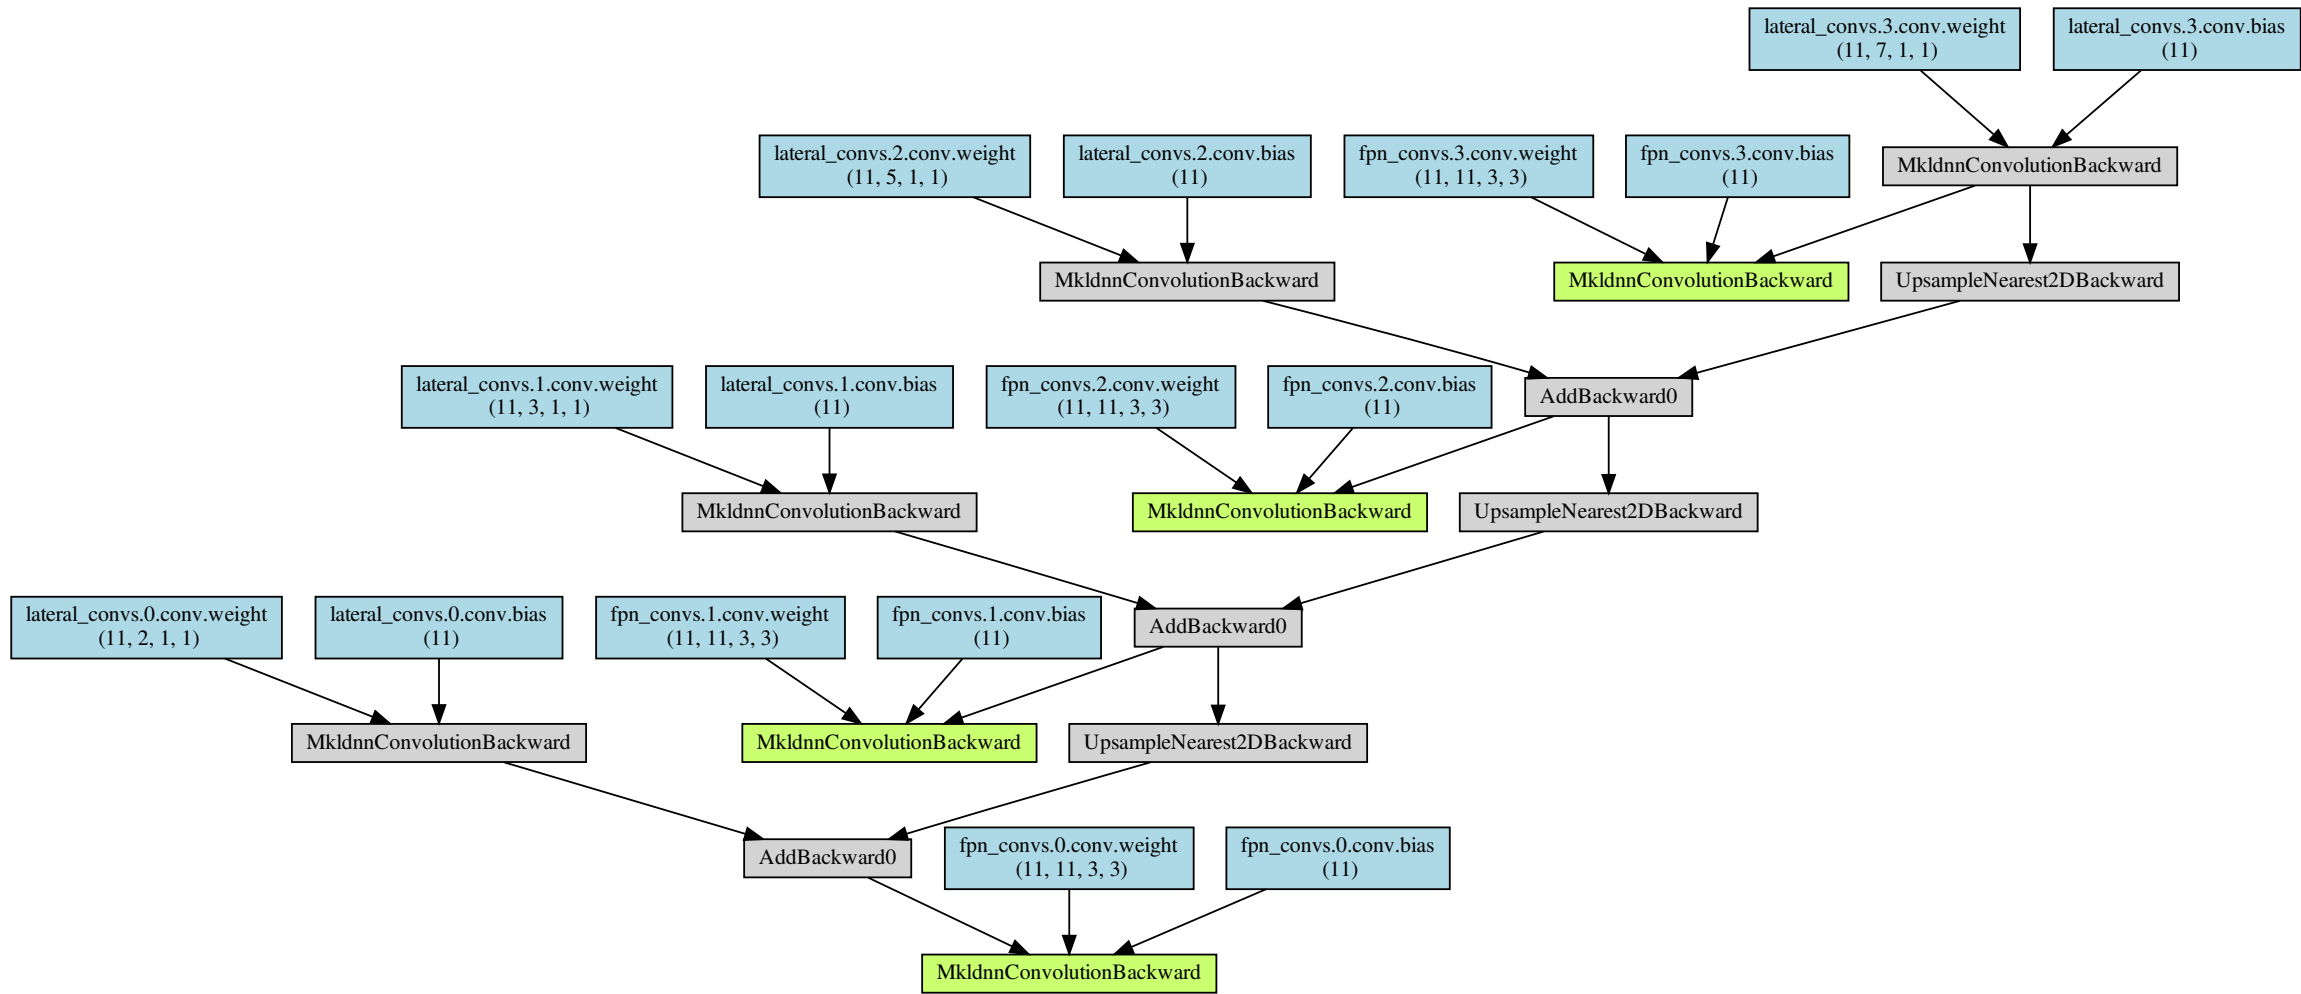 lateral_convs.3.conv.weight
(11, 7, 1, 1)
lateral_convs.3.conv.bias
(11)
lateral_convs.2.conv.weight
(11, 5, 1, 1)
lateral_convs.2.conv.bias
(11)
fpn_convs.3.conv.weight
(11, 11, 3, 3)
fpn_convs.3.conv.bias
(11)
MkldnnConvolutionBackward
MkldnnConvolutionBackward
MkldnnConvolutionBackward
UpsampleNearest2DBackward
lateral_convs.1.conv.weight
(11, 3, 1, 1)
lateral_convs.1.conv.bias
(11)
fpn_convs.2.conv.weight
(11, 11, 3, 3)
fpn_convs.2.conv.bias
(11)
AddBackward0
MkldnnConvolutionBackward
MkldnnConvolutionBackward
UpsampleNearest2DBackward
lateral_convs.0.conv.weight
(11, 2, 1, 1)
lateral_convs.0.conv.bias
(11)
fpn_convs.1.conv.weight
(11, 11, 3, 3)
fpn_convs.1.conv.bias
(11)
AddBackward0
MkldnnConvolutionBackward
MkldnnConvolutionBackward
UpsampleNearest2DBackward
AddBackward0
fpn_convs.0.conv.weight
(11, 11, 3, 3)
fpn_convs.0.conv.bias
(11)
MkldnnConvolutionBackward